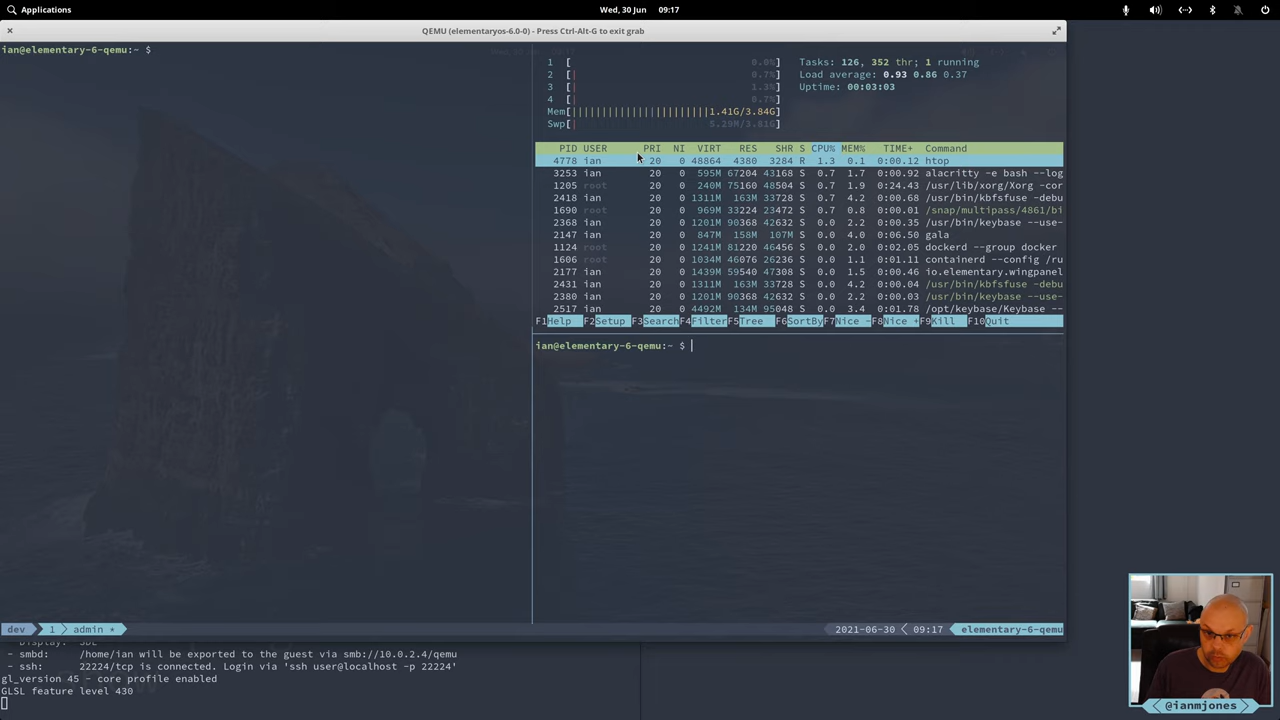 Applications
Wed, 30 Jun 09:17
QEMU (elementaryos-6.0-0) - Press Ctrl-Alt-G to exit grab
ian@elementary-6-qemu:~ $
1 [ 0.0%]
2 [| 0.7%]
3 [| 1.3%]
4 [| 0.7%]
Mem[||||||||||||||||||||||||1.41G/3.84G]
Swp[| 5.29M/3.81G]
Tasks: 126, 352 thr; 1 running
Load average: 0.93 0.86 0.37
Uptime: 00:03:03
PID USER PRI NI VIRT RES SHR S CPU% MEM% TIME+ Command
4778 ian 20 0 48864 4380 3284 R 1.3 0.1 0:00.12 htop
3253 ian 20 0 595M 67204 43168 S 0.7 1.7 0:00.92 alacritty -e bash --log
1205 root 20 0 240M 75160 48504 S 0.7 1.9 0:24.43 /usr/lib/xorg/Xorg -cor
2418 ian 20 0 1311M 163M 33728 S 0.7 4.2 0:00.68 /usr/bin/kbfsfuse -debu
1690 root 20 0 969M 33224 23472 S 0.7 0.8 0:00.01 /snap/multipass/4861/bi
2368 ian 20 0 1201M 90368 42632 S 0.0 2.2 0:00.35 /usr/bin/keybase --use-
2147 ian 20 0 847M 158M 107M S 0.0 4.0 0:06.50 gala
1124 root 20 0 1241M 81220 46456 S 0.0 2.0 0:02.05 dockerd --group docker
1606 root 20 0 1034M 46076 26236 S 0.0 1.1 0:01.11 containerd --config /ru
2177 ian 20 0 1439M 59540 47308 S 0.0 1.5 0:00.46 io.elementary.wingpanel
2431 ian 20 0 1311M 163M 33728 S 0.0 4.2 0:00.04 /usr/bin/kbfsfuse -debu
2380 ian 20 0 1201M 90368 42632 S 0.0 2.2 0:00.03 /usr/bin/keybase --use-
2517 ian 20 0 4492M 134M 95048 S 0.0 3.4 0:01.78 /opt/keybase/Keybase --
F1Help F2Setup F3SearchF4FilterF5Tree F6SortByF7Nice -F8Nice +F9Kill F10Quit
ian@elementary-6-qemu:~ $
dev 1 admin *
2021-06-30 09:17 elementary-6-qemu
- Display: SDL
- smbd: /home/ian will be exported to the guest via smb://10.0.2.4/qemu
- ssh: 22224/tcp is connected. Login via 'ssh user@localhost -p 22224'
gl_version 45 - core profile enabled
GLSL feature level 430
@ianmjones